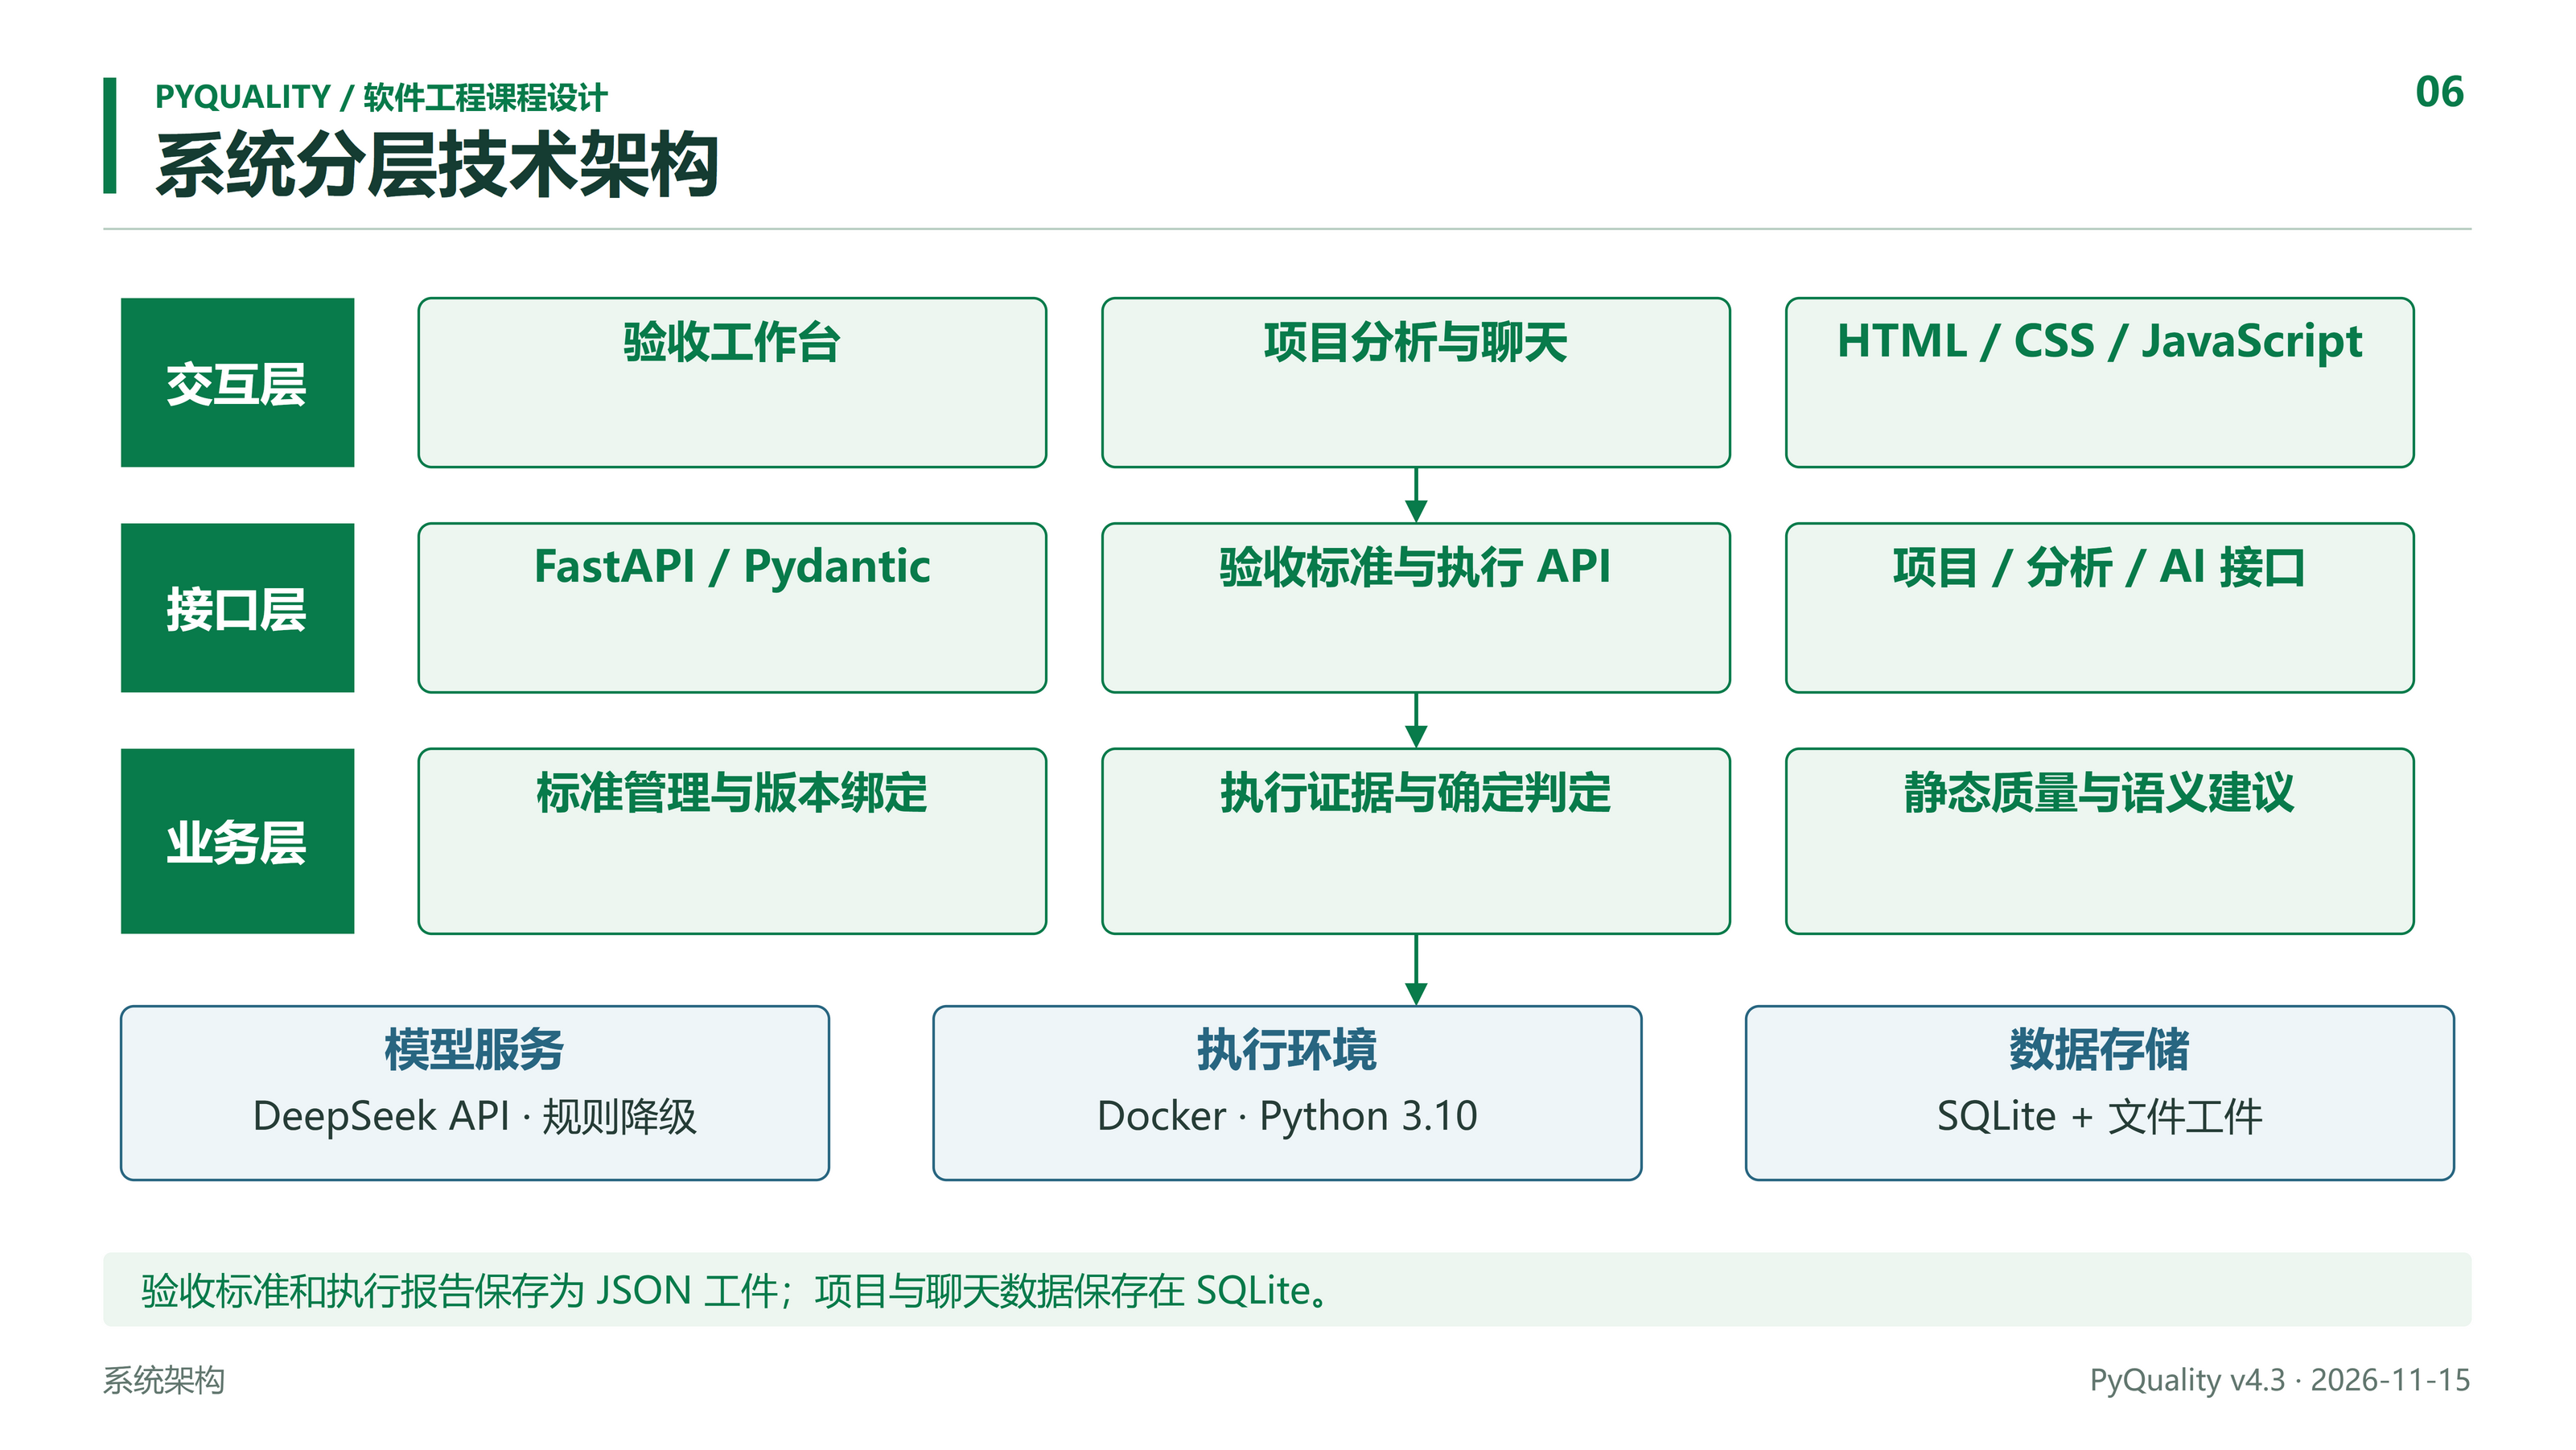 PYQUALITY / 软件工程课程设计
06
系统分层技术架构
交互层
验收工作台
项目分析与聊天
HTML / CSS / JavaScript
接口层
FastAPI / Pydantic
验收标准与执行 API
项目 / 分析 / AI 接口
业务层
标准管理与版本绑定
执行证据与确定判定
静态质量与语义建议
模型服务
DeepSeek API · 规则降级
执行环境
Docker · Python 3.10
数据存储
SQLite + 文件工件
验收标准和执行报告保存为 JSON 工件；项目与聊天数据保存在 SQLite。
系统架构
PyQuality v4.3 · 2026-11-15